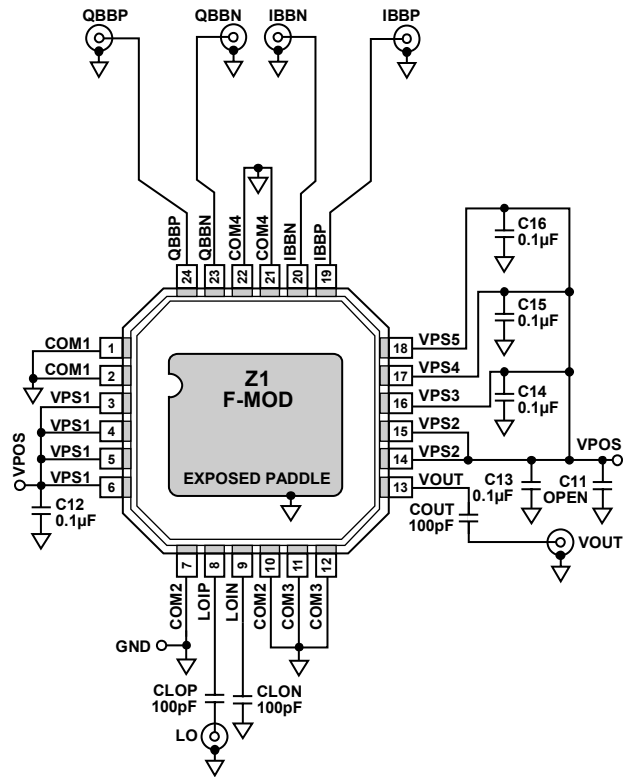 QBBP
QBBN
IBBN
IBBP
QBBP
QBBN
COM4
COM4
IBBN
IBBP
24
23
22
21
20
19
C16
0.1µF
C15
0.1µF
C14
0.1µF
COM1
1
COM1
2
VPS1
3
VPS1
4
VPS1
5
VPS1
6
VPOS
C12
0.1µF
Z1
F-MOD
EXPOSED PADDLE
18
VPS5
17
VPS4
16
VPS3
15
VPS2
14
VPS2
13
VOUT
VPOS
C13
0.1µF
C11
OPEN
COUT
100pF
VOUT
7
8
9
10
11
12
COM2
LOIP
LOIN
COM2
COM3
COM3
GND
CLOP
100pF
CLON
100pF
LO